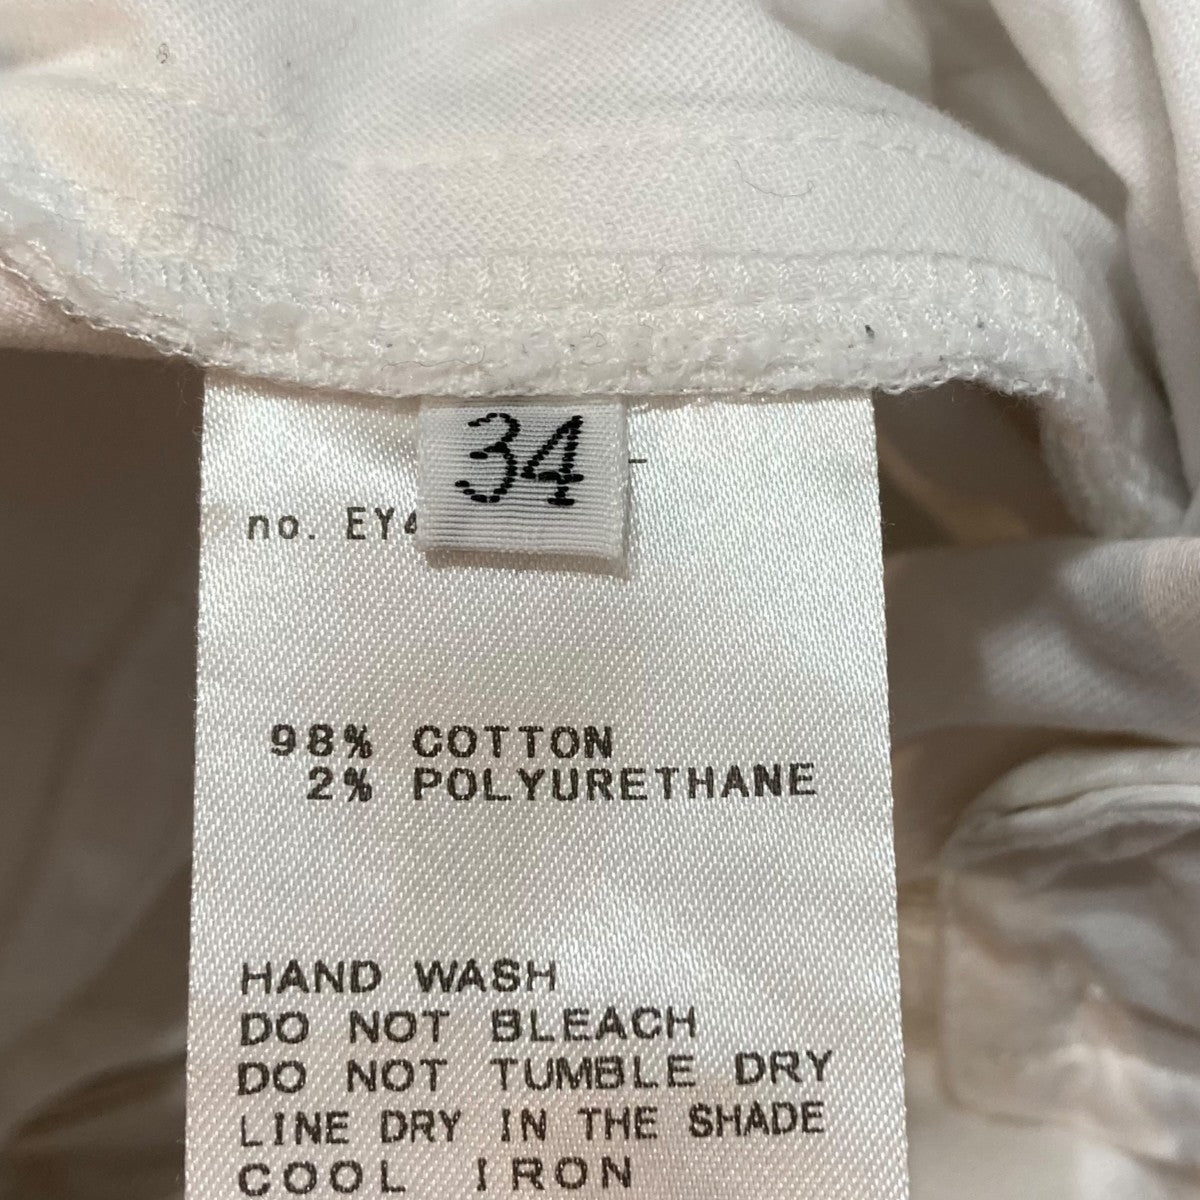 34
no. EY
98% COTTON
2% POLYURETHANE
HAND WASH
DO NOT BLEACH
DO NOT TUMBLE DRY
LINE DRY IN THE SHADE
COOL IRON